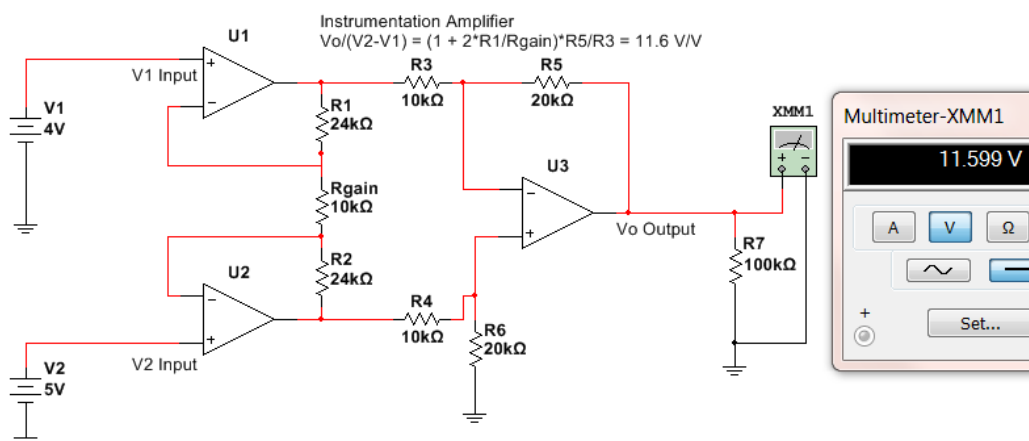 Instrumentation Amplifier
Vo/(V2-V1) = (1 + 2*R1/Rgain)*R5/R3 = 11.6 V/V
U1
V1 Input
+
−
V1
4V
R1
24kΩ
R3
10kΩ
R5
20kΩ
Rgain
10kΩ
U3
−
+
Vo Output
XMM1
+ −
R7
100kΩ
R2
24kΩ
U2
−
+
V2 Input
V2
5V
R4
10kΩ
R6
20kΩ
Multimeter-XMM1
11.599 V
A V Ω
+
Set...